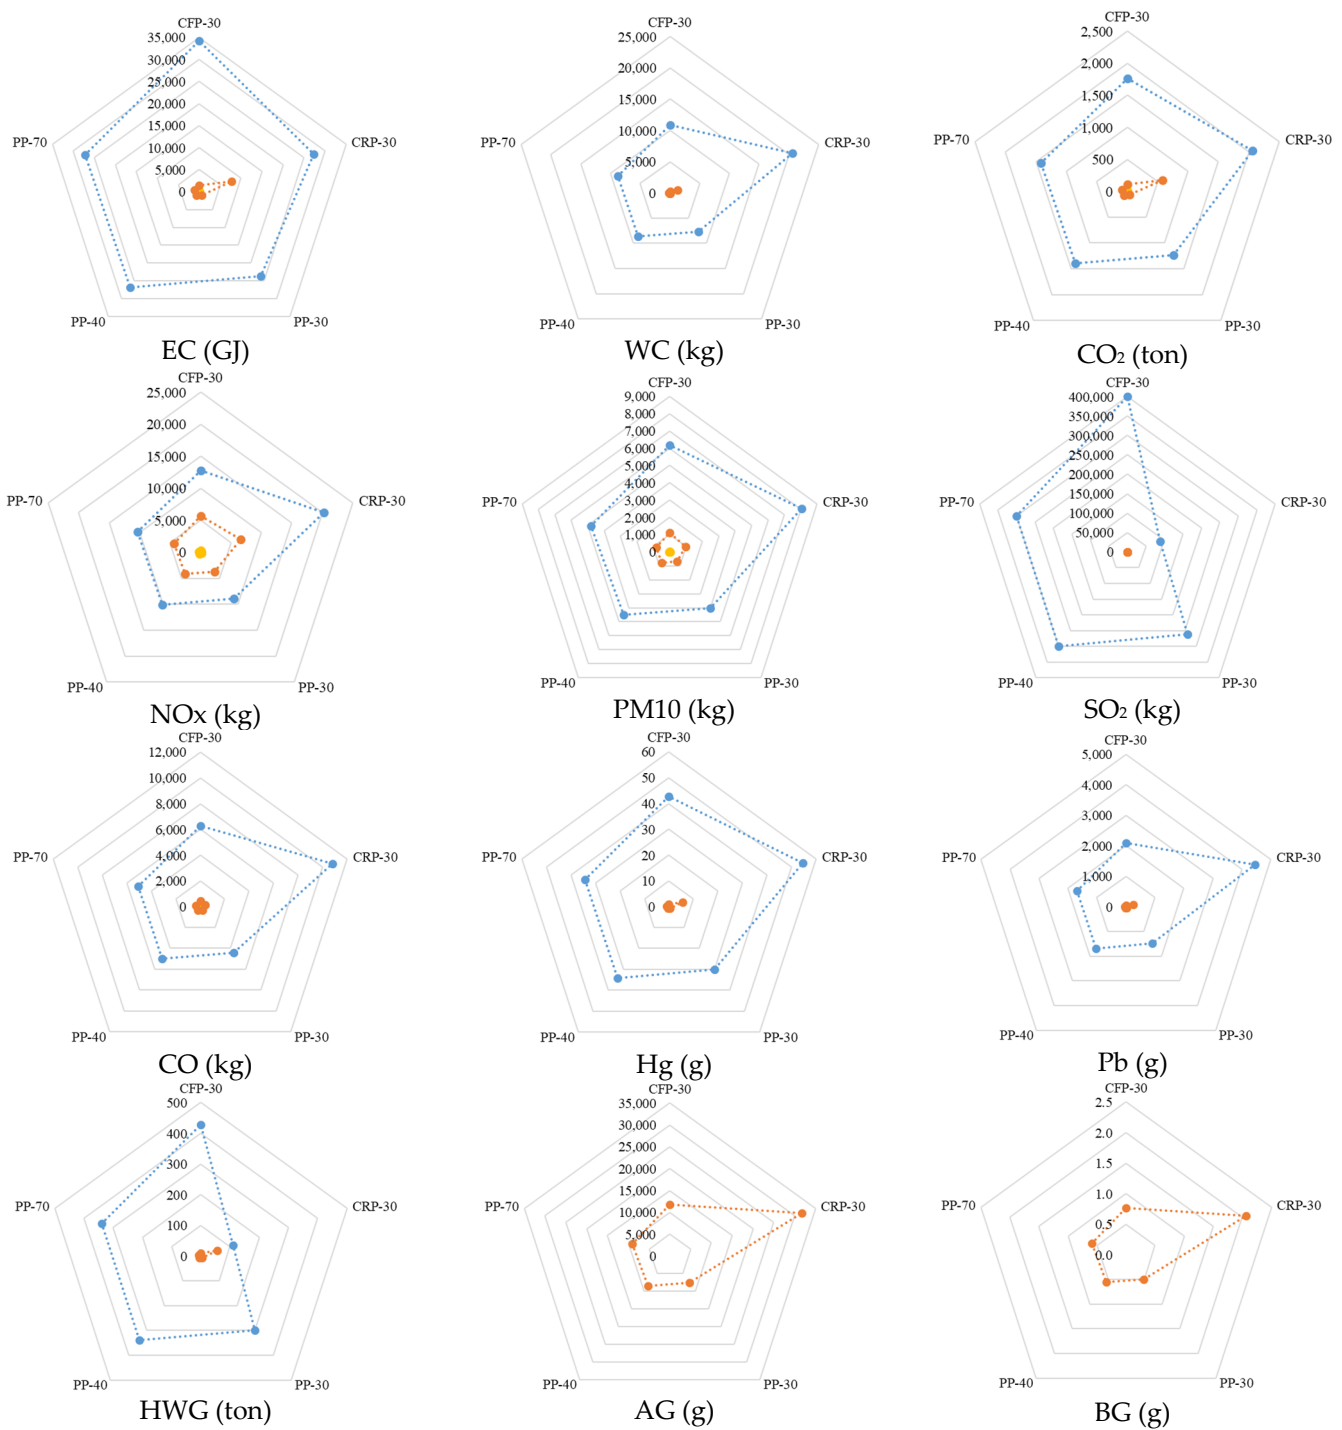 CFP-30
35,000
30,000
25,000
20,000
15,000
10,000
5,000
0
PP-70
CRP-30
PP-40
PP-30
EC (GJ)
CFP-30
25,000
20,000
15,000
10,000
5,000
0
PP-70
CRP-30
PP-40
PP-30
WC (kg)
CFP-30
2,500
2,000
1,500
1,000
500
0
PP-70
CRP-30
PP-40
PP-30
CO₂ (ton)
CFP-30
25,000
20,000
15,000
10,000
5,000
0
PP-70
CRP-30
PP-40
PP-30
NOx (kg)
CFP-30
9,000
8,000
7,000
6,000
5,000
4,000
3,000
2,000
1,000
0
PP-70
CRP-30
PP-40
PP-30
PM10 (kg)
CFP-30
400,000
350,000
300,000
250,000
200,000
150,000
100,000
50,000
0
PP-70
CRP-30
PP-40
PP-30
SO₂ (kg)
CFP-30
12,000
10,000
8,000
6,000
4,000
2,000
0
PP-70
CRP-30
PP-40
PP-30
CO (kg)
CFP-30
60
50
40
30
20
10
0
PP-70
CRP-30
PP-40
PP-30
Hg (g)
CFP-30
5,000
4,000
3,000
2,000
1,000
0
PP-70
CRP-30
PP-40
PP-30
Pb (g)
CFP-30
500
400
300
200
100
0
PP-70
CRP-30
PP-40
PP-30
HWG (ton)
CFP-30
35,000
30,000
25,000
20,000
15,000
10,000
5,000
0
PP-70
CRP-30
PP-40
PP-30
AG (g)
CFP-30
2.5
2.0
1.5
1.0
0.5
0.0
PP-70
CRP-30
PP-40
PP-30
BG (g)